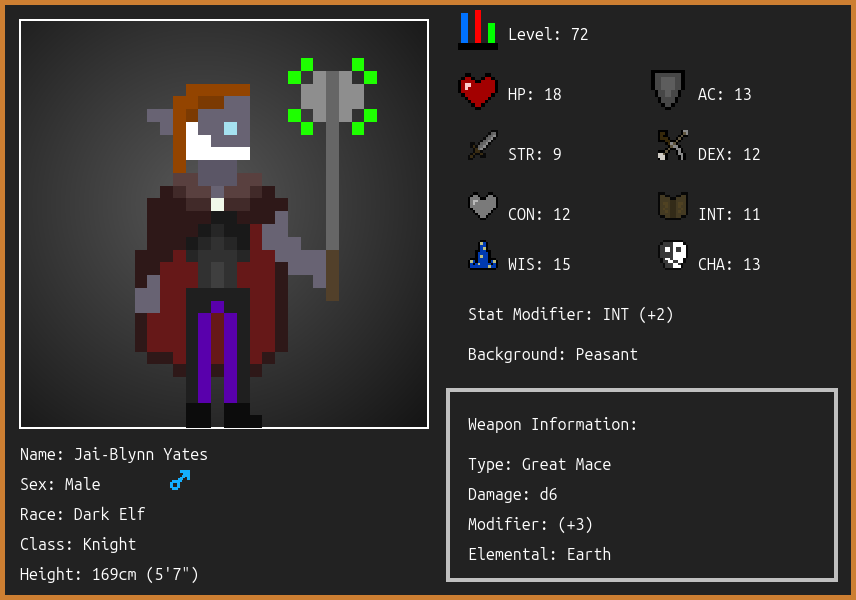 Level: 72
HP: 18
AC: 13
STR: 9
DEX: 12
CON: 12
INT: 11
WIS: 15
CHA: 13
Stat Modifier: INT (+2)
Background: Peasant
Weapon Information:
Type: Great Mace
Damage: d6
Modifier: (+3)
Elemental: Earth
Name: Jai-Blynn Yates
Sex: Male
Race: Dark Elf
Class: Knight
Height: 169cm (5'7")